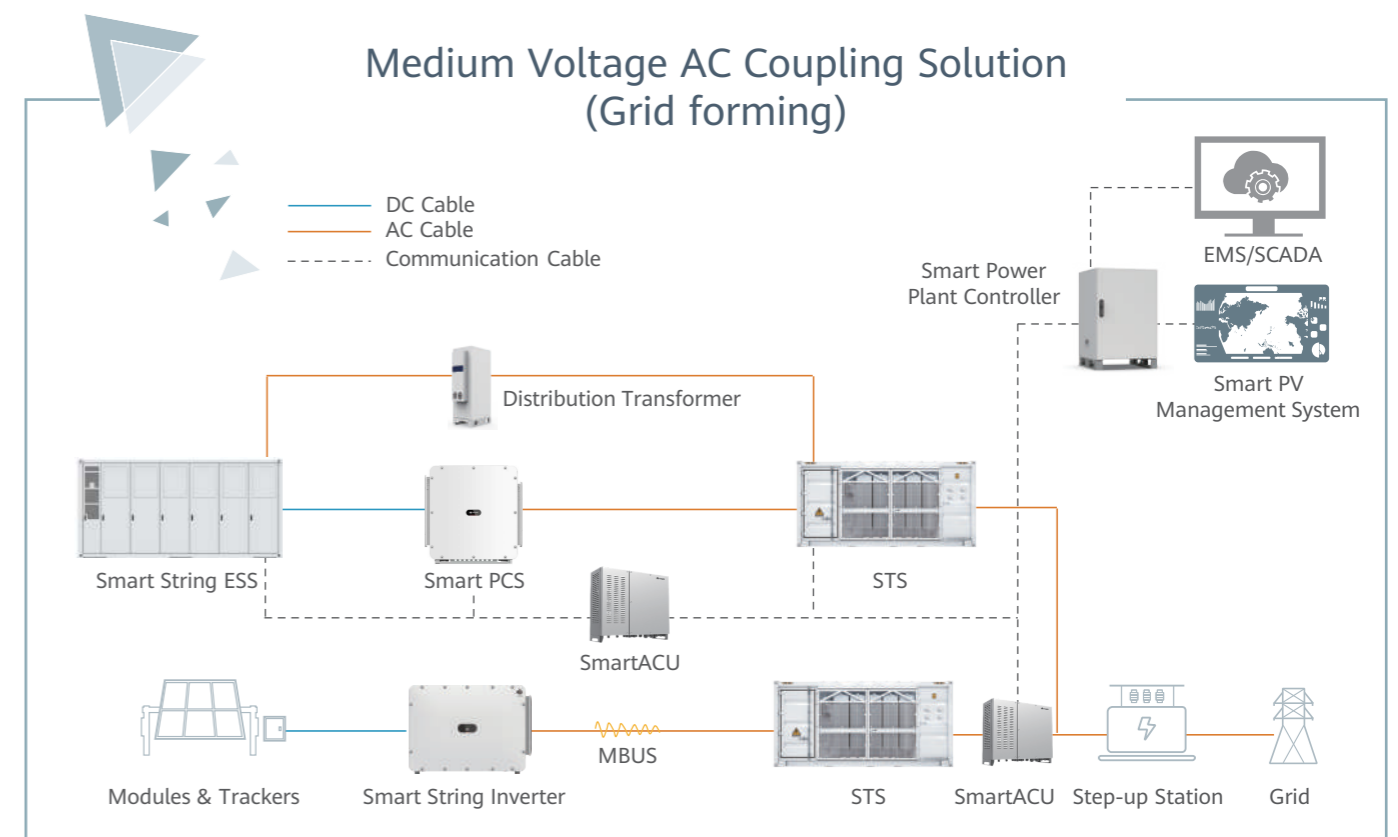 Medium Voltage AC Coupling Solution
(Grid forming)
DC Cable
AC Cable
Communication Cable
EMS/SCADA
Smart Power
Plant Controller
Smart PV
Management System
Distribution Transformer
Smart String ESS
Smart PCS
STS
SmartACU
MBUS
Modules & Trackers
Smart String Inverter
STS
SmartACU
Step-up Station
Grid